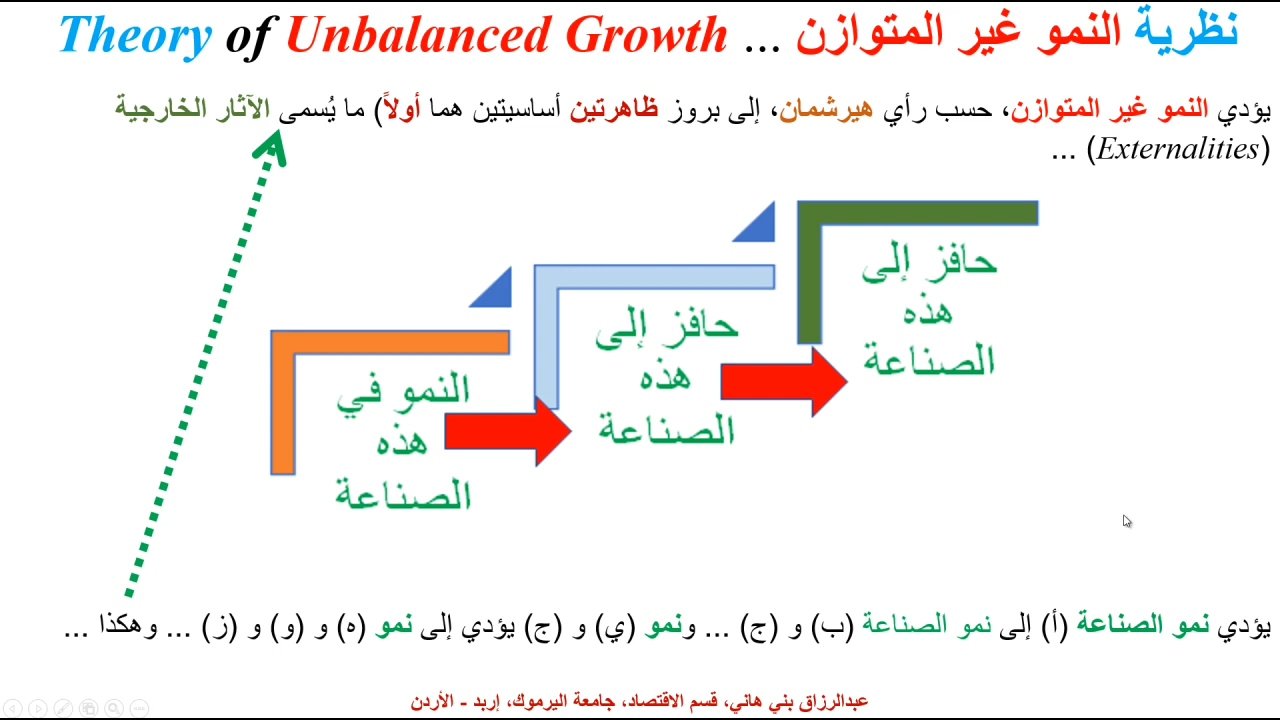 نظرية النمو غير المتوازن ... Theory of Unbalanced Growth
يؤدي النمو غير المتوازن، حسب رأي هيرشمان، إلى بروز ظاهرتين أساسيتين هما أولاً) ما يُسمى الآثار الخارجية
(Externalities) ...
حافز إلى
هذه
الصناعة
حافز إلى
هذه
الصناعة
النمو في
هذه
الصناعة
يؤدي نمو الصناعة (أ) إلى نمو الصناعة (ب) و (ج) ... ونمو (ي) و (ج) يؤدي إلى نمو (ه) و (و) و (ز) ... وهكذا ...
عبدالرزاق بني هاني، قسم الاقتصاد، جامعة اليرموك، إربد - الأردن